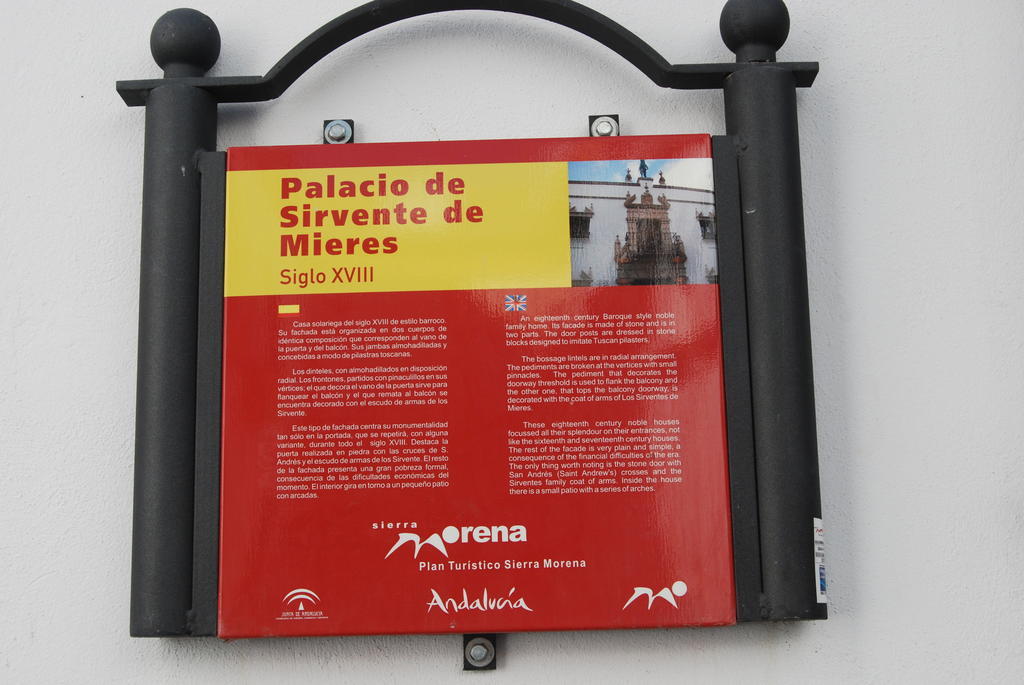 Palacio de
Sirvente de
Mieres
Siglo XVIII
Casa solariega del siglo XVIII de estilo barroco.
Su fachada está organizada en dos cuerpos de
idéntica composición que corresponden al vano de
la puerta y del balcón. Sus jambas almohadilladas y
concebidas a modo de pilastras toscanas.
Los dinteles, con almohadillados en disposición
radial. Los frontones, partidos con pinaculillos en sus
vértices; el que decora el vano de la puerta sirve para
flanquear el balcón y el que remata al balcón se
encuentra decorado con el escudo de armas de los
Sirvente.
Este tipo de fachada centra su monumentalidad
tan sólo en la portada, que se repetirá, con alguna
variante, durante todo el siglo XVIII. Destaca la
puerta realizada en piedra con las cruces de S.
Andrés y el escudo de armas de los Sirvente. El resto
de la fachada presenta una gran pobreza formal,
consecuencia de las dificultades económicas del
momento. El interior gira en torno a un pequeño patio
con arcadas.
An eighteenth century Baroque style noble
family home. Its facade is made of stone and is in
two parts. The door posts are dressed in stone
blocks designed to imitate Tuscan pilasters.
The bossage lintels are in radial arrangement.
The pediments are broken at the vertices with small
pinnacles. The pediment that decorates the
doorway threshold is used to flank the balcony and
the other one, that tops the balcony doorway, is
decorated with the coat of arms of Los Sirventes de
Mieres.
These eighteenth century noble houses
focussed all their splendour on their entrances, not
like the sixteenth and seventeenth century houses.
The rest of the facade is very plain and simple, a
consequence of the financial difficulties of the era.
The only thing worth noting is the stone door with
San Andrés (Saint Andrew's) crosses and the
Sirventes family coat of arms. Inside the house
there is a small patio with a series of arches.
sierra
morena
Plan Turístico Sierra Morena
JUNTA DE ANDALUCIA
Andalucía